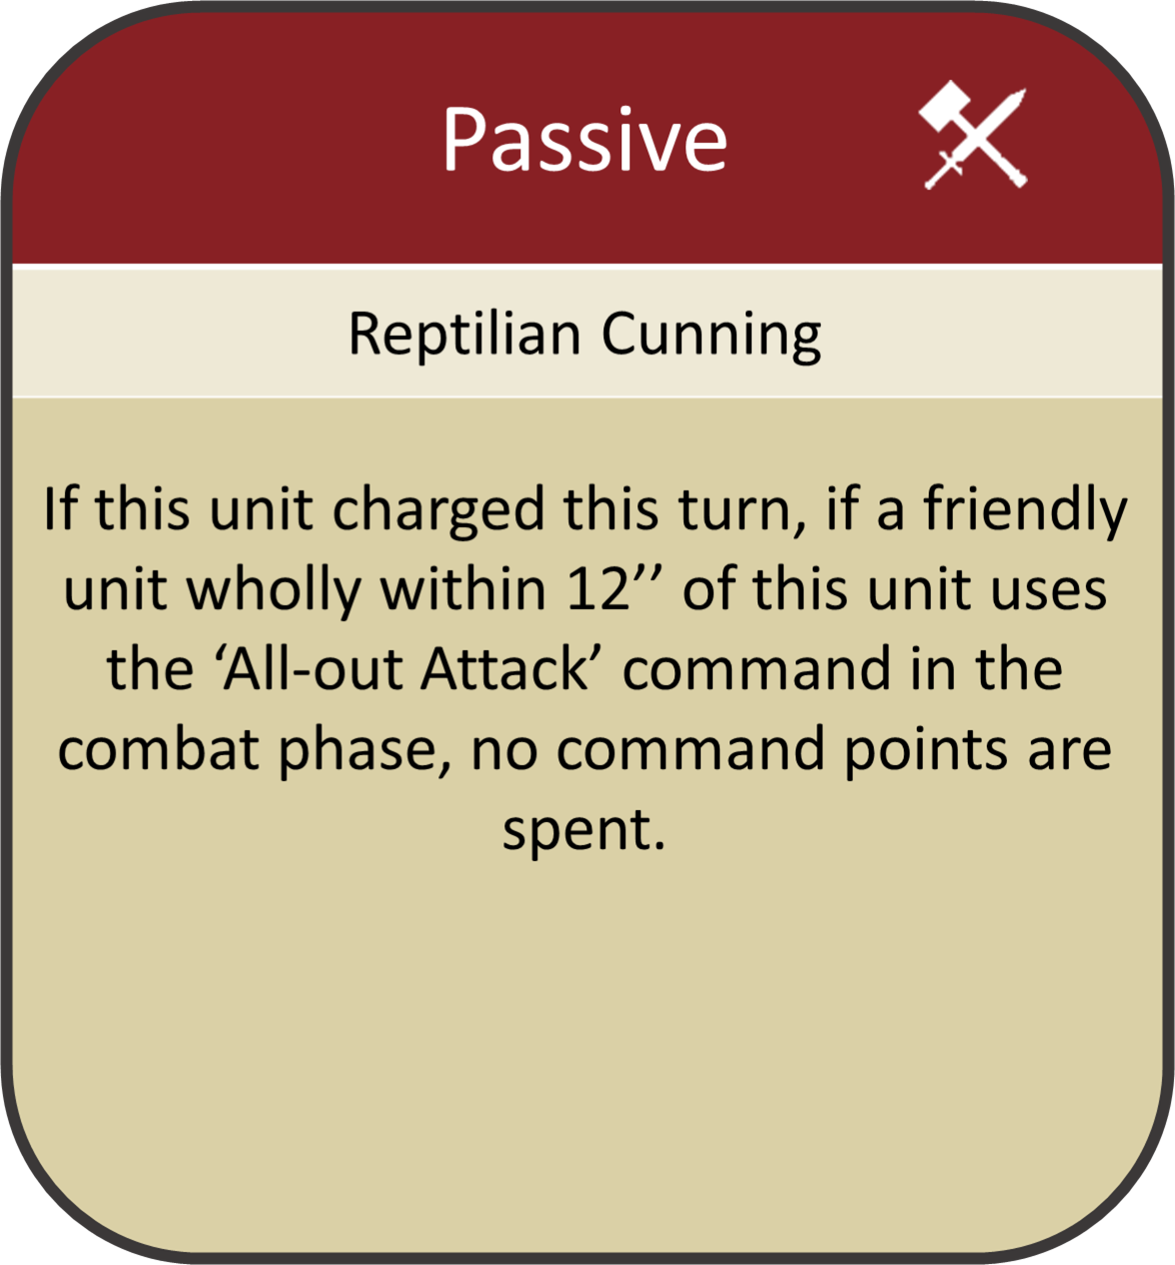 Passive
Reptilian Cunning
If this unit charged this turn, if a friendly
unit wholly within 12’’ of this unit uses
the ‘All-out Attack’ command in the
combat phase, no command points are
spent.